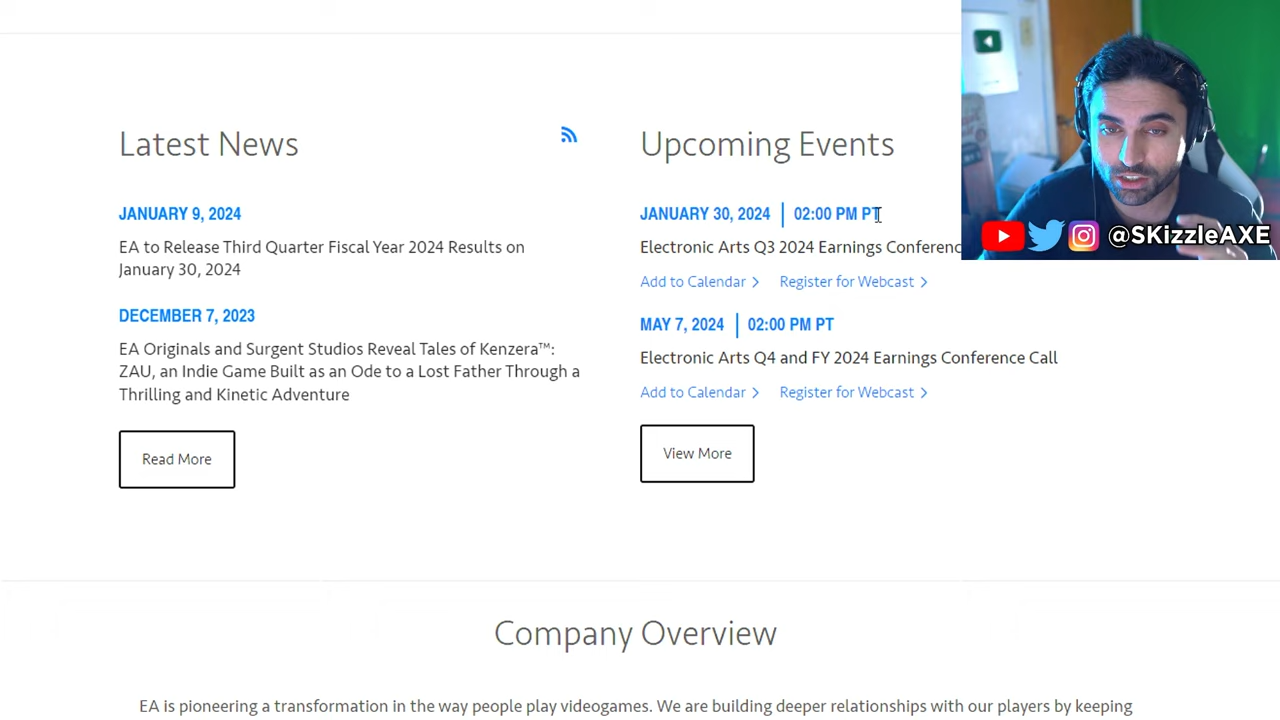 Latest News
JANUARY 9, 2024
EA to Release Third Quarter Fiscal Year 2024 Results on
January 30, 2024
DECEMBER 7, 2023
EA Originals and Surgent Studios Reveal Tales of Kenzera™:
ZAU, an Indie Game Built as an Ode to a Lost Father Through a
Thrilling and Kinetic Adventure
Read More
Upcoming Events
JANUARY 30, 2024 | 02:00 PM PT
Electronic Arts Q3 2024 Earnings
Add to Calendar > Register for Webcast >
MAY 7, 2024 | 02:00 PM PT
Electronic Arts Q4 and FY 2024 Earnings Conference Call
Add to Calendar > Register for Webcast >
View More
@SKizzleAXE
Company Overview
EA is pioneering a transformation in the way people play videogames. We are building deeper relationships with our players by keeping